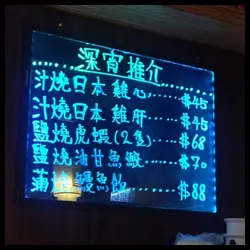 深宵推介
汁燒日本雞心......$45
汁燒日本雞肝......$45
鹽燒虎蝦(2隻)......$68
鹽燒油甘魚鮫......$70
蒲燒鰻魚飯......$88